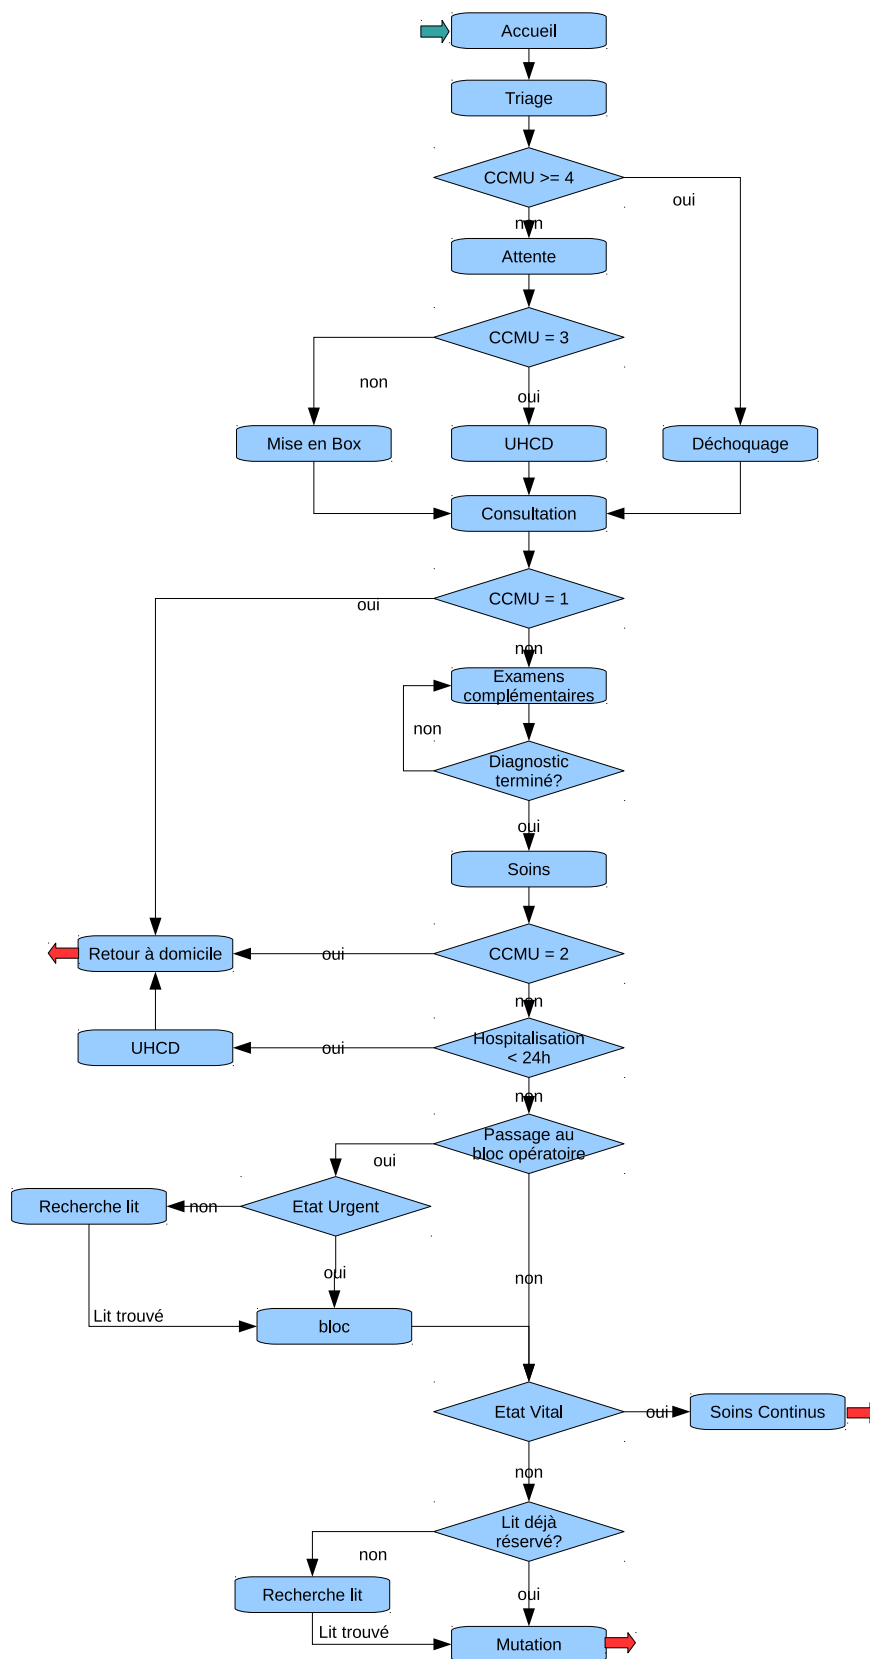 Accueil
Triage
CCMU >= 4
oui
non
Attente
CCMU = 3
non
oui
Mise en Box
UHCD
Déchoquage
Consultation
CCMU = 1
oui
non
Examens
complémentaires
non
Diagnostic
terminé?
oui
Soins
Retour à domicile
oui
CCMU = 2
non
UHCD
oui
Hospitalisation
< 24h
non
Passage au
bloc opératoire
oui
Recherche lit
non
Etat Urgent
oui
non
Lit trouvé
bloc
Etat Vital
oui
Soins Continus
non
Lit déjà
réservé?
non
Recherche lit
oui
Lit trouvé
Mutation